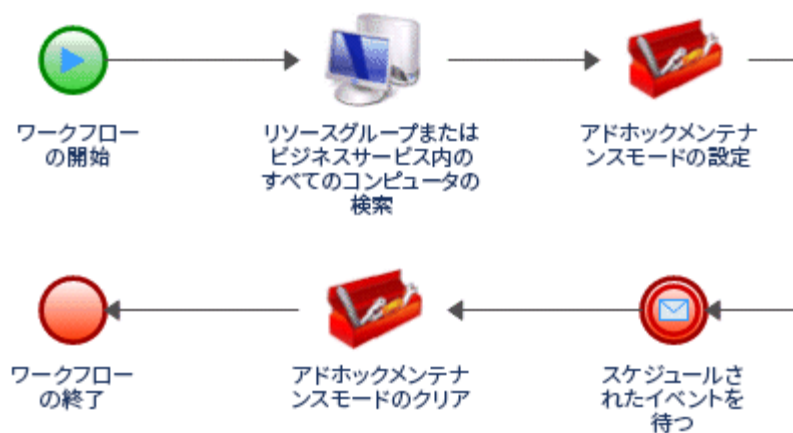 ワークフロー
の開始
リソースグループまたは
ビジネスサービス内の
すべてのコンピュータの
検索
アドホックメンテナ
ンスモードの設定
ワークフロー
の終了
アドホックメンテナ
ンスモードのクリア
スケジュールさ
れたイベントを
待つ